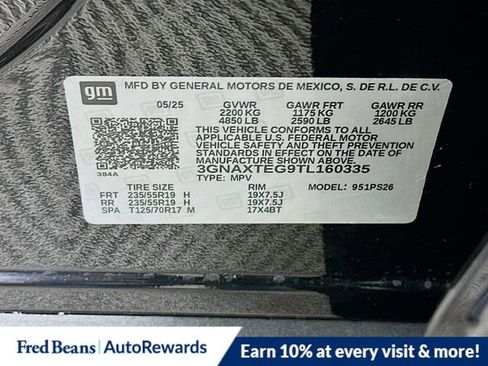 gm MFD BY GENERAL MOTORS DE MEXICO, S. DE R.L. DE C.V.
05/25 GVWR GAWR FRT GAWR RR
2200 KG 1175 KG 1200 KG
4850 LB 2590 LB 2645 LB
THIS VEHICLE CONFORMS TO ALL
APPLICABLE U.S. FEDERAL MOTOR
VEHICLE SAFETY AND THEFT PREVENTION
STANDARDS IN EFFECT ON THE DATE OF
MANUFACTURE SHOWN ABOVE.
3GNAXTEG9TL160335
384A TYPE: MPV
TIRE SIZE RIM MODEL: 951PS26
FRT 235/55R19 H 19X7.5J
RR 235/55R19 H 19X7.5J
SPA T125/70R17 M 17X4BT
Fred Beans | AutoRewards
Earn 10% at every visit & more!